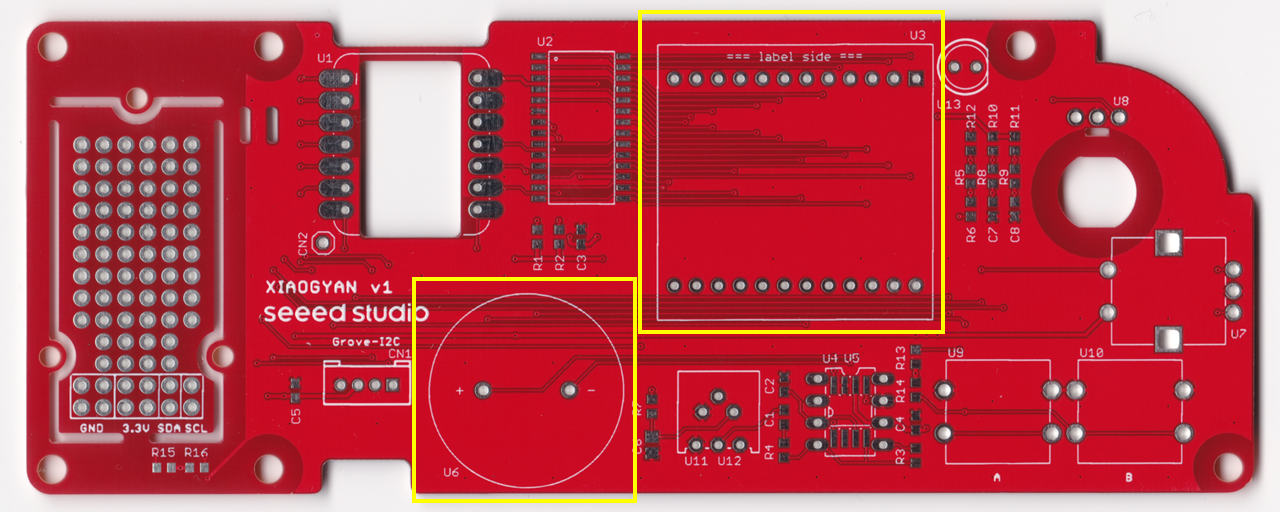 U1
U2
U3
=== label side ===
U13
R12
R10
R11
U8
R5
R8
R9
R6
C7
C8
CN2
R1
R2
C3
XIAOGYAN v1
seeed studio
Grove-I2C
CN1
U7
C5
+
-
U6
U4 U5
R13
U9
U10
C2
R14
C1
C4
R4
R3
U11 U12
GND 3.3V SDA SCL
R15 R16
A
B